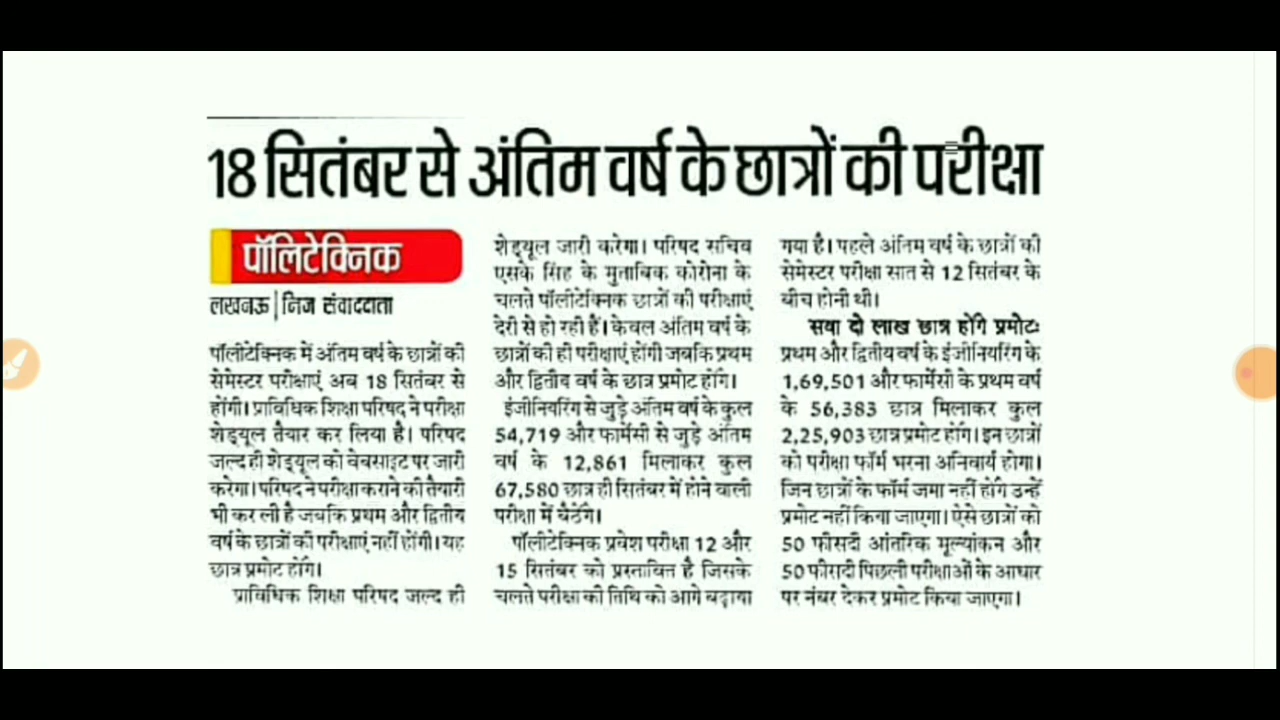 18 सितंबर से अंतिम वर्ष के छात्रों की परीक्षा
पॉलिटेक्निक
लखनऊ | निज संवाददाता
पॉलीटेक्निक में अंतिम वर्ष के छात्रों की
सेमेस्टर परीक्षाएं अब 18 सितंबर से
होंगी। प्राविधिक शिक्षा परिषद ने परीक्षा
शेड्यूल तैयार कर लिया है। परिषद
जल्द ही शेड्यूल को वेबसाइट पर जारी
करेगा। परिषद ने परीक्षा कराने की तैयारी
भी कर ली है जबकि प्रथम और द्वितीय
वर्ष के छात्रों की परीक्षाएं नहीं होंगी। यह
छात्र प्रमोट होंगे।
प्राविधिक शिक्षा परिषद जल्द ही
शेड्यूल जारी करेगा। परिषद सचिव
एसके सिंह के मुताबिक कोरोना के
चलते पॉलीटेक्निक छात्रों की परीक्षाएं
देरी से हो रही हैं। केवल अंतिम वर्ष के
छात्रों की ही परीक्षाएं होंगी जबकि प्रथम
और द्वितीय वर्ष के छात्र प्रमोट होंगे।
इंजीनियरिंग से जुड़े अंतिम वर्ष के कुल
54,719 और फार्मेसी से जुड़े अंतिम
वर्ष के 12,861 मिलाकर कुल
67,580 छात्र ही सितंबर में होने वाली
परीक्षा में बैठेंगे।
पॉलीटेक्निक प्रवेश परीक्षा 12 और
15 सितंबर को प्रस्तावित है जिसके
चलते परीक्षा की तिथि को आगे बढ़ाया
गया है। पहले अंतिम वर्ष के छात्रों की
सेमेस्टर परीक्षा सात से 12 सितंबर के
बीच होनी थी।
सवा दो लाख छात्र होंगे प्रमोटः
प्रथम और द्वितीय वर्ष के इंजीनियरिंग के
1,69,501 और फार्मेसी के प्रथम वर्ष
के 56,383 छात्र मिलाकर कुल
2,25,903 छात्र प्रमोट होंगे। इन छात्रों
को परीक्षा फॉर्म भरना अनिवार्य होगा।
जिन छात्रों के फॉर्म जमा नहीं होंगे उन्हें
प्रमोट नहीं किया जाएगा। ऐसे छात्रों को
50 फीसदी आंतरिक मूल्यांकन और
50 फीसदी पिछली परीक्षाओं के आधार
पर नंबर देकर प्रमोट किया जाएगा।